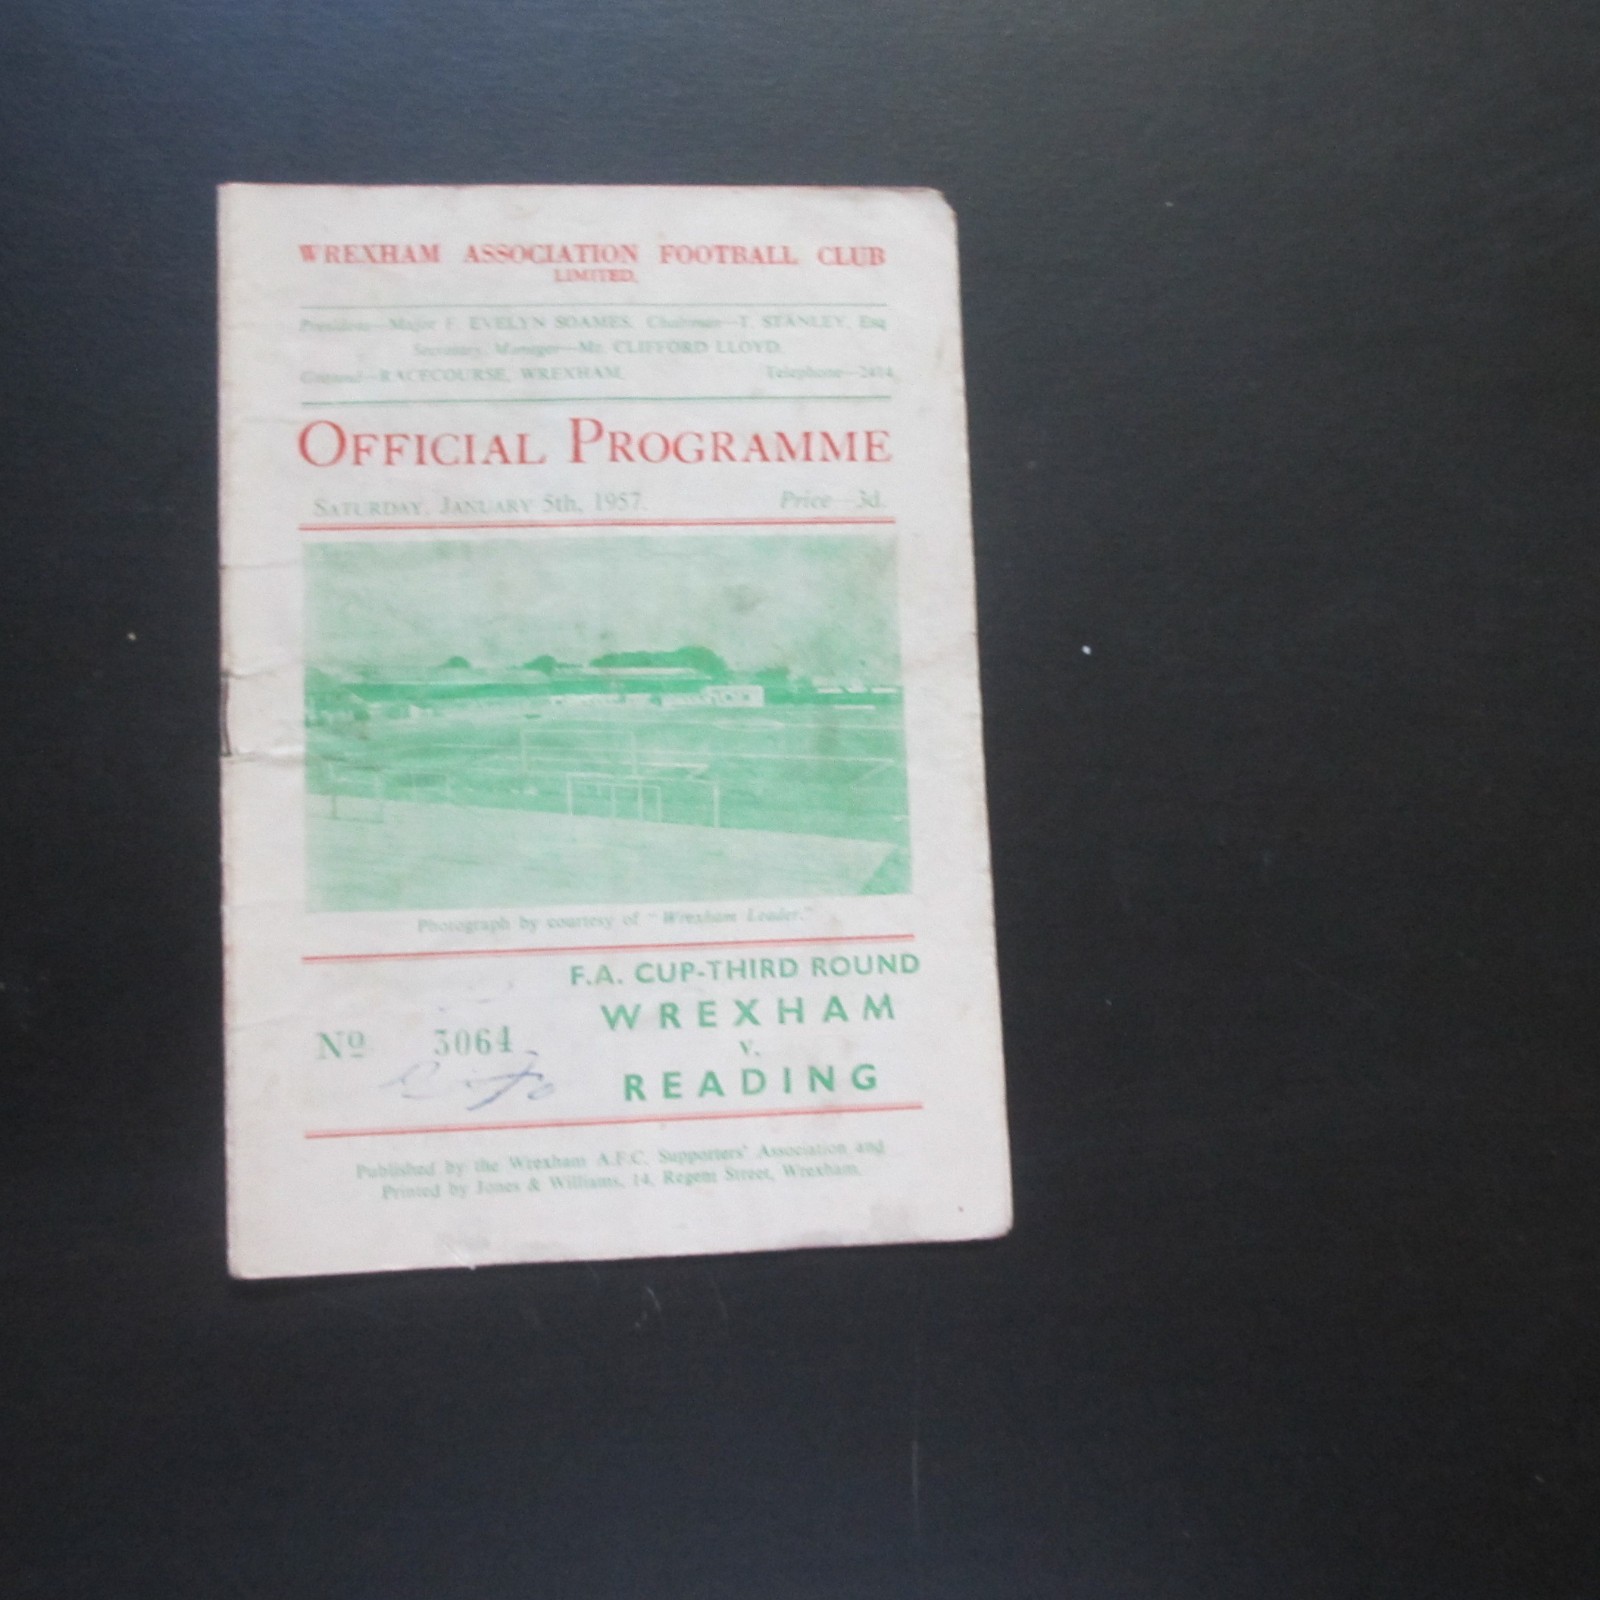 WREXHAM ASSOCIATION FOOTBALL CLUB
LIMITED.
President—Major F. EVELYN SOAMES. Chairman—T. STANLEY, Esq
Secretary Manager—Mr. CLIFFORD LLOYD.
Ground—RACECOURSE, WREXHAM. Telephone—2414
OFFICIAL PROGRAMME
SATURDAY, JANUARY 5th, 1957. Price—3d.
Photograph by courtesy of "Wrexham Leader."
F.A. CUP-THIRD ROUND
WREXHAM
Nº 3064
v.
READING
Published by the Wrexham A.F.C. Supporters' Association and
Printed by Jones & Williams, 14, Regent Street, Wrexham.